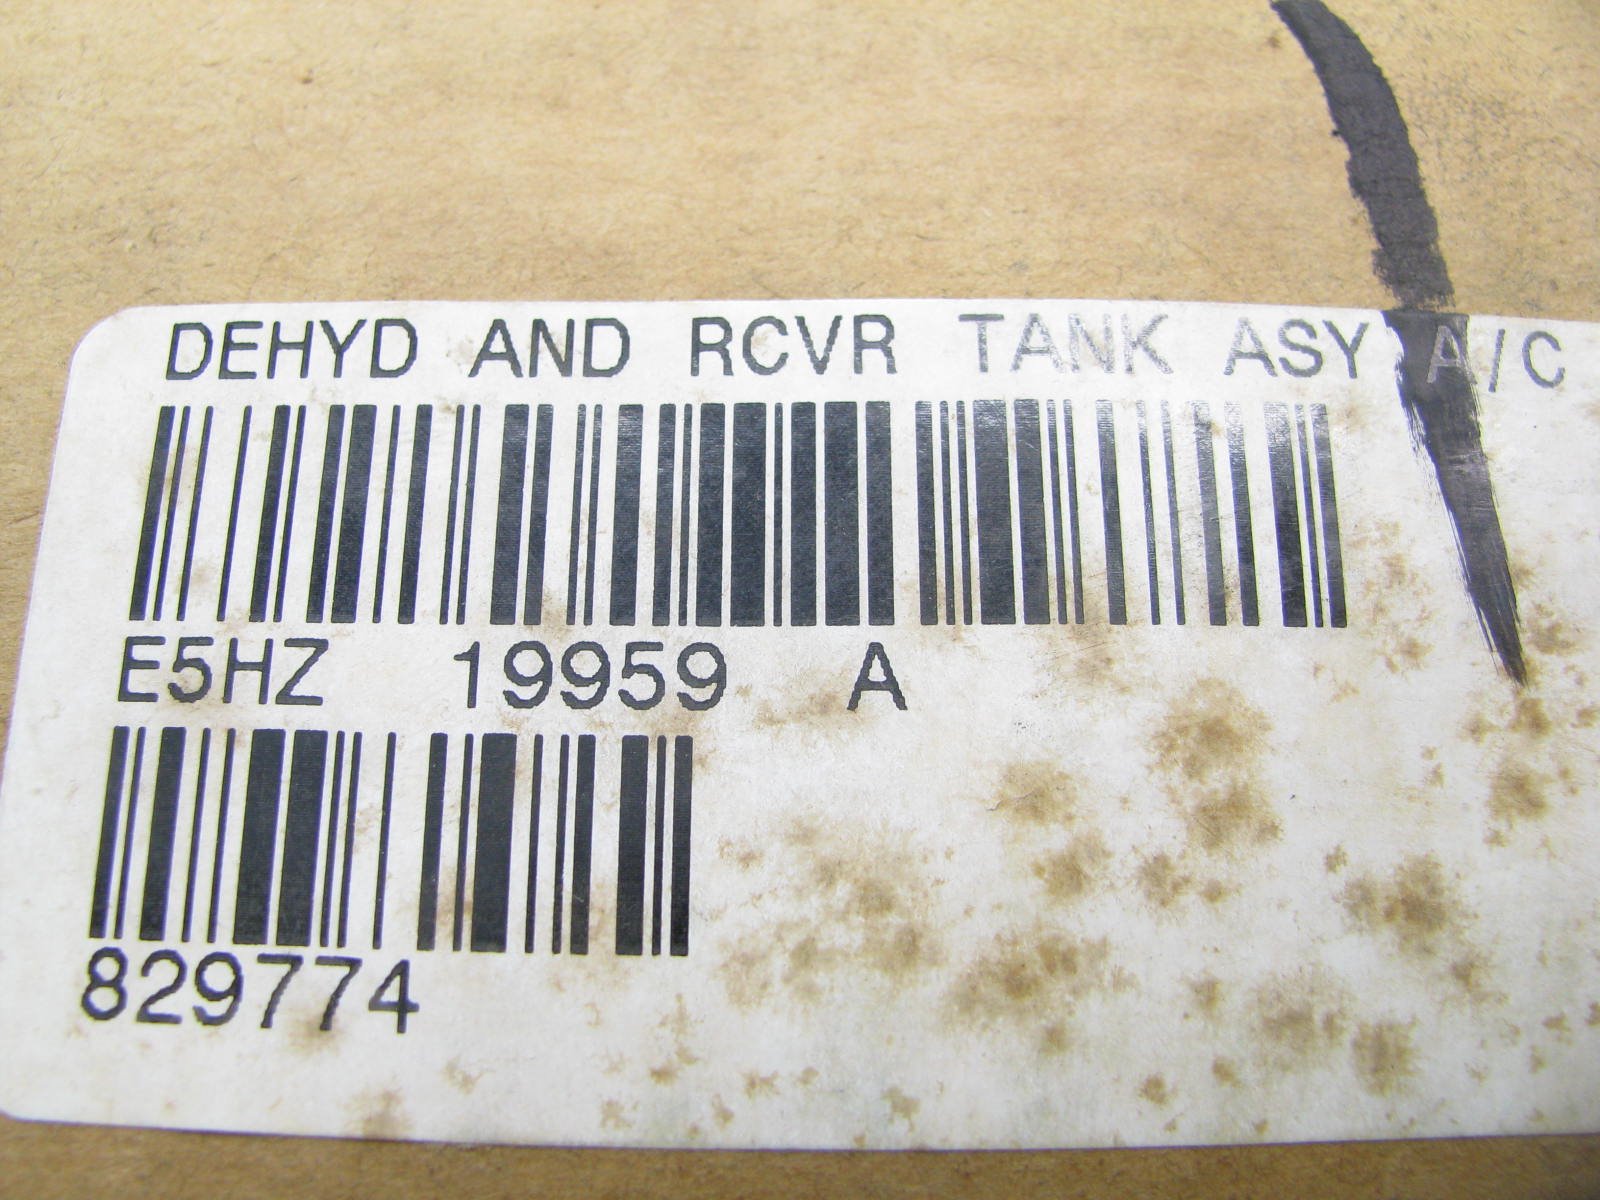 DEHYD AND RCVR TANK ASY A/C
E5HZ 19959 A
829774